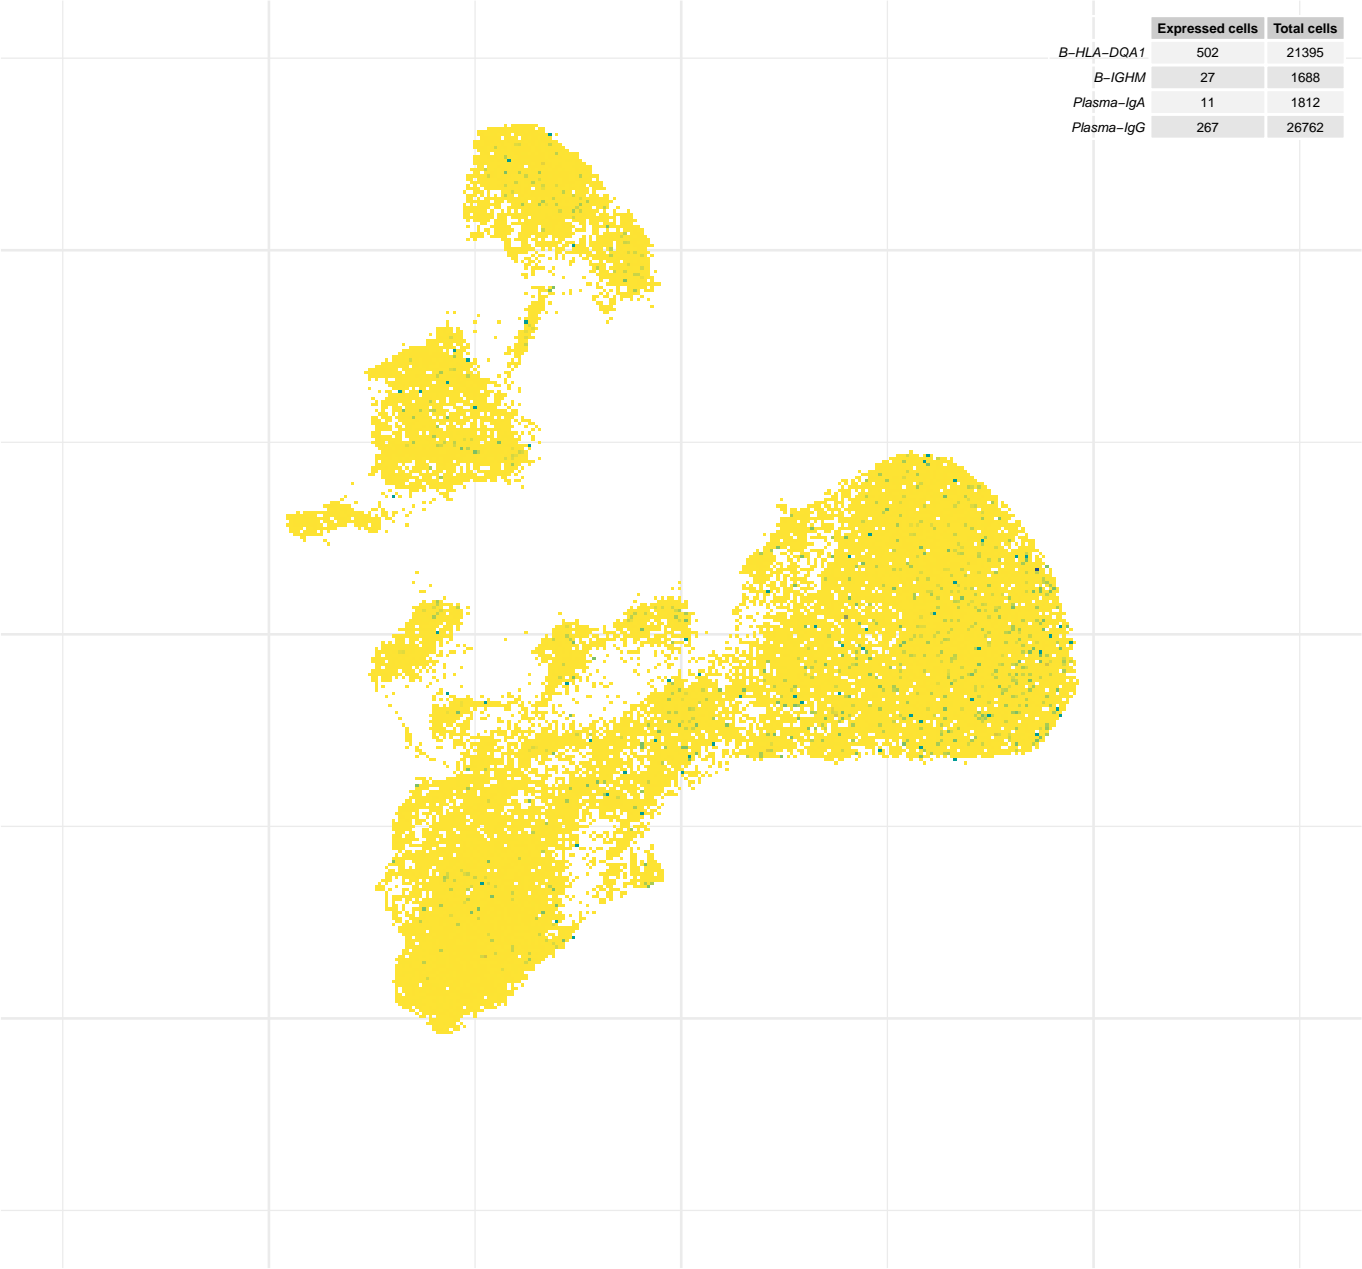 Expressed cells Total cells
B−HLA−DQA1 502 21395
B−IGHM 27 1688
Plasma−IgA 11 1812
Plasma−IgG 267 26762